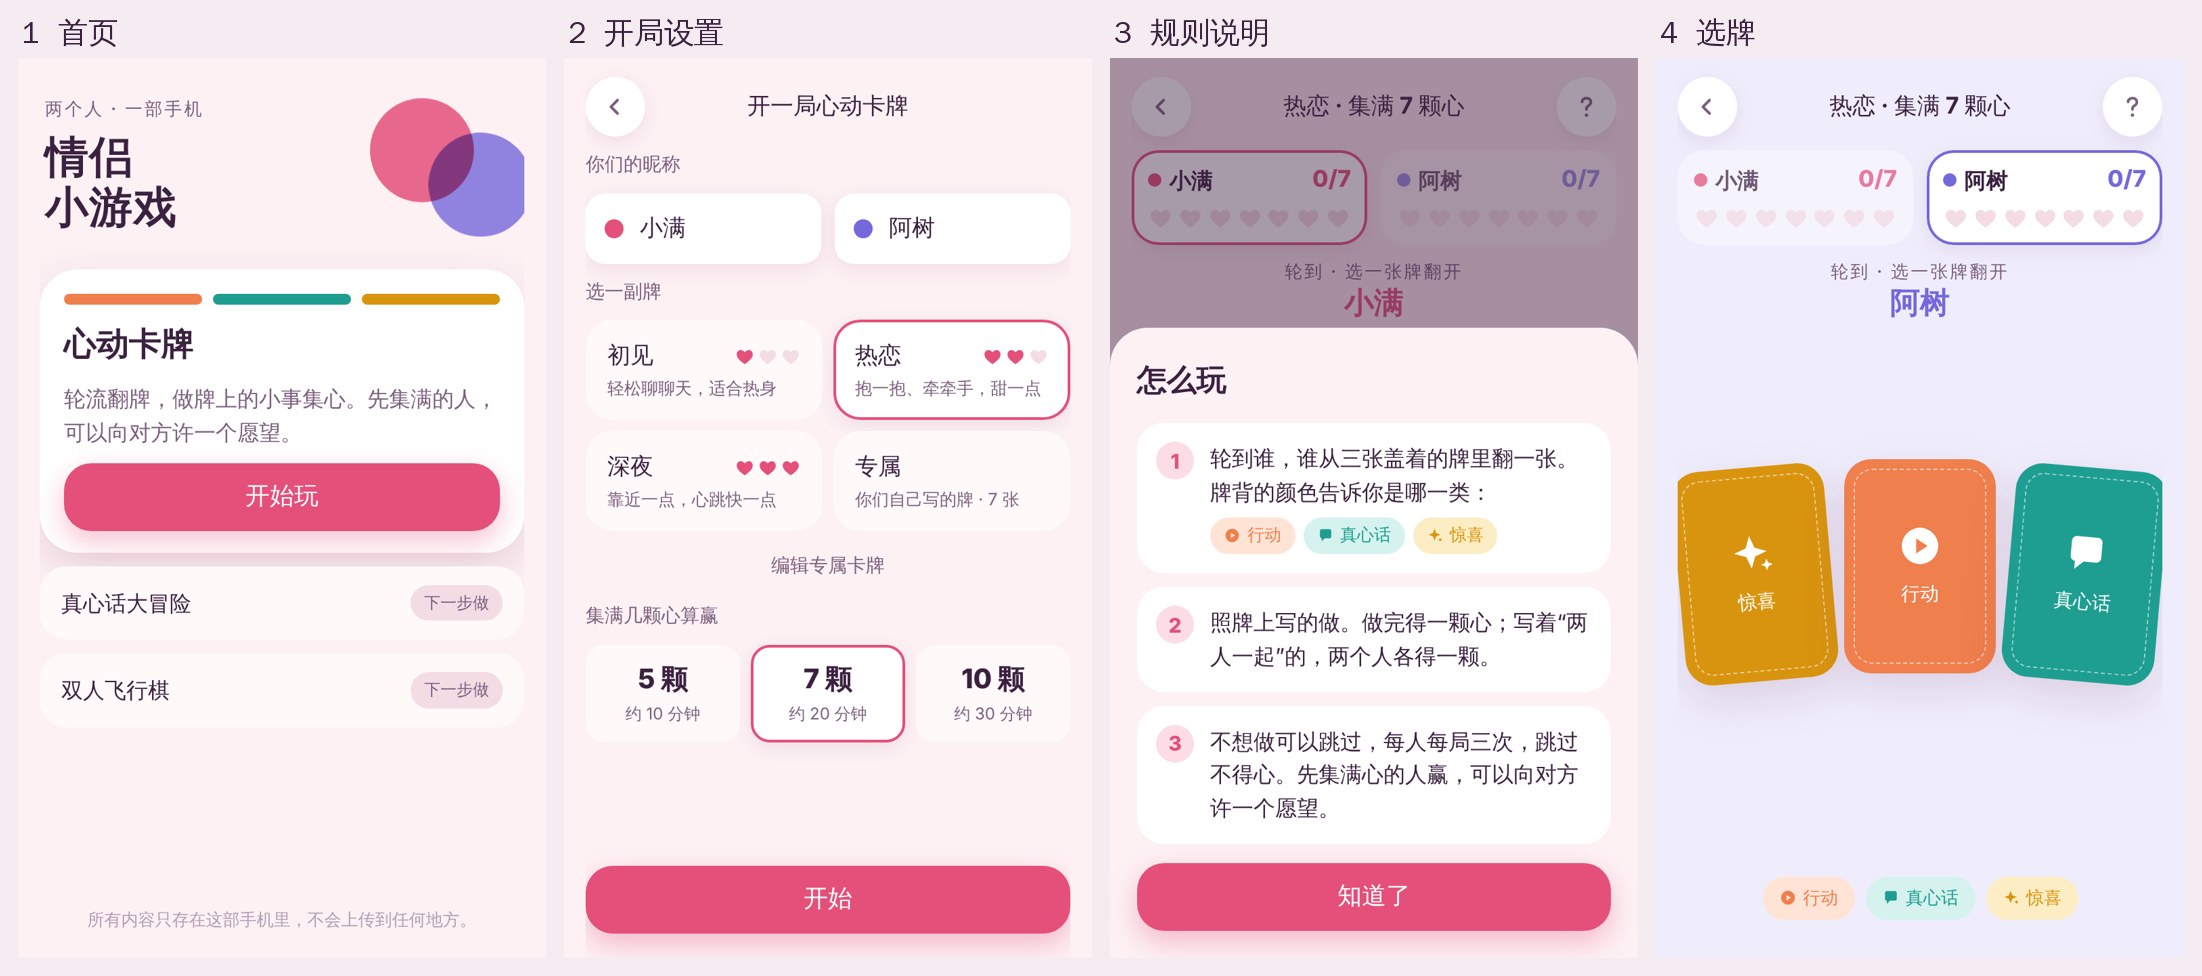 1 首页
两个人 · 一部手机
情侣
小游戏
心动卡牌
轮流翻牌，做牌上的小事集心。先集满的人，
可以向对方许一个愿望。
开始玩
真心话大冒险
下一步做
双人飞行棋
下一步做
所有内容只存在这部手机里，不会上传到任何地方。
2 开局设置
开一局心动卡牌
你们的昵称
小满
阿树
选一副牌
初见
轻松聊聊天，适合热身
热恋
抱一抱、牵牵手，甜一点
深夜
靠近一点，心跳快一点
专属
你们自己写的牌 · 7 张
编辑专属卡牌
集满几颗心算赢
5 颗
约 10 分钟
7 颗
约 20 分钟
10 颗
约 30 分钟
开始
3 规则说明
热恋 · 集满 7 颗心
?
小满 0/7
阿树 0/7
轮到 · 选一张牌翻开
小满
怎么玩
1
轮到谁，谁从三张盖着的牌里翻一张。
牌背的颜色告诉你是哪一类：
行动 真心话 惊喜
2
照牌上写的做。做完得一颗心；写着“两
人一起”的，两个人各得一颗。
3
不想做可以跳过，每人每局三次，跳过
不得心。先集满心的人赢，可以向对方
许一个愿望。
知道了
4 选牌
热恋 · 集满 7 颗心
?
小满 0/7
阿树 0/7
轮到 · 选一张牌翻开
阿树
惊喜
行动
真心话
行动 真心话 惊喜